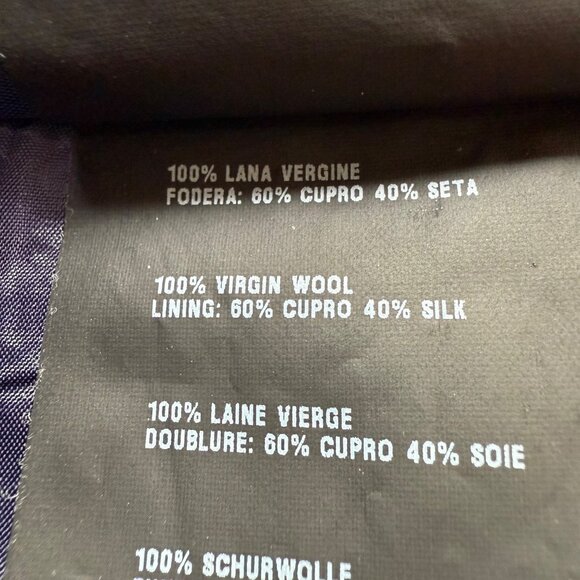 100% LANA VERGINE
FODERA: 60% CUPRO 40% SETA
100% VIRGIN WOOL
LINING: 60% CUPRO 40% SILK
100% LAINE VIERGE
DOUBLURE: 60% CUPRO 40% SOIE
100% SCHURWOLLE